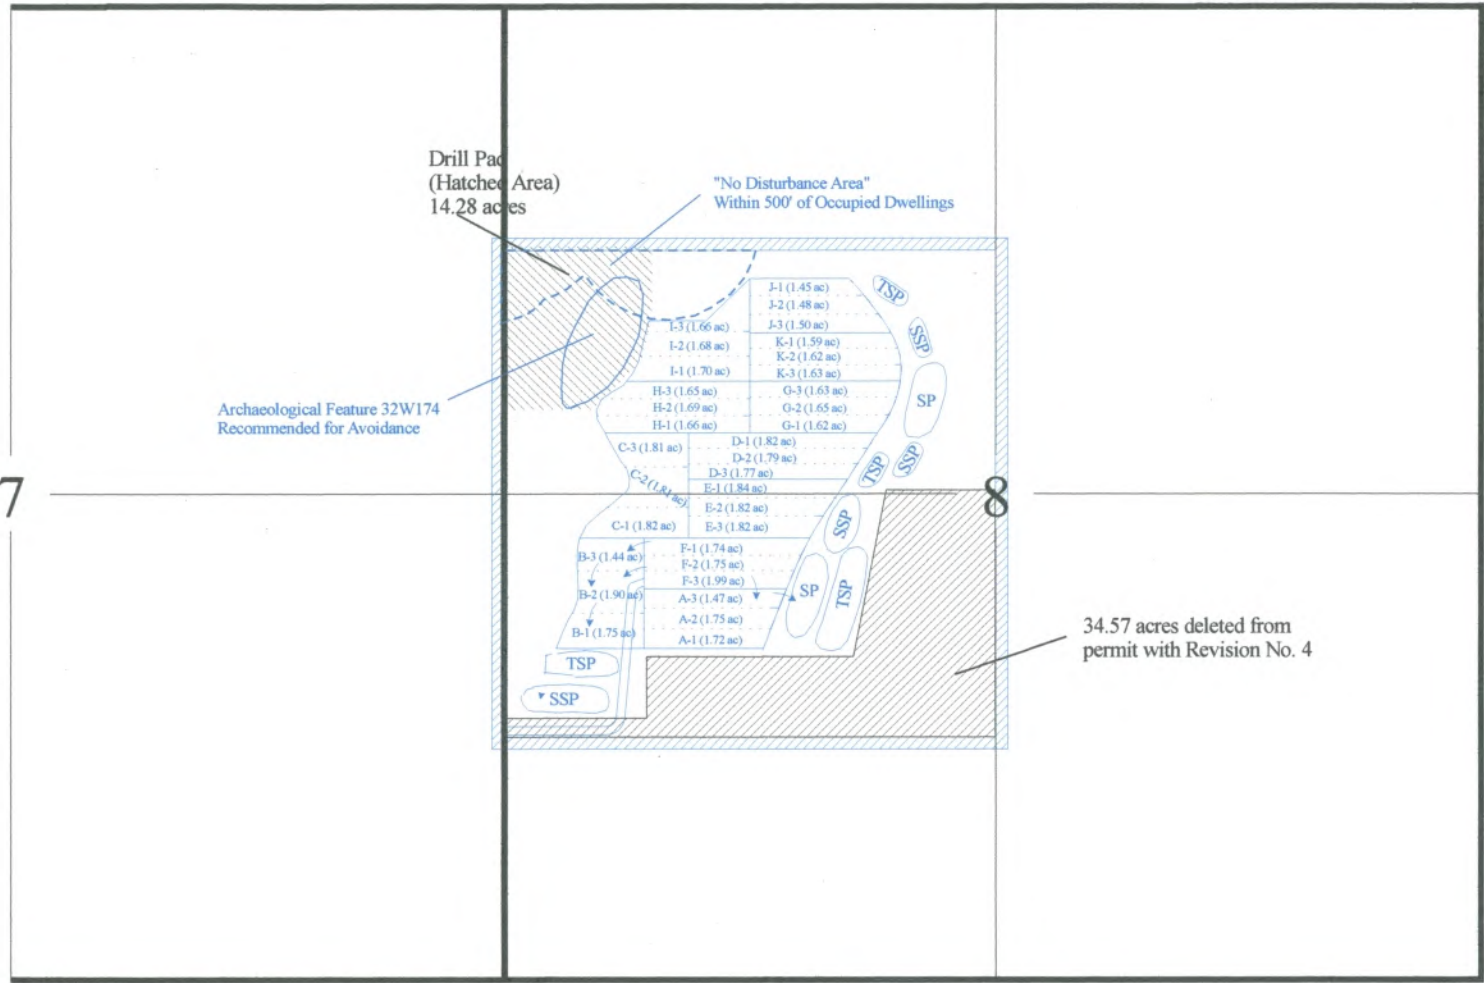 Drill Pad
(Hatched Area)
14.28 acres
"No Disturbance Area"
Within 500' of Occupied Dwellings
Archaeological Feature 32W174
Recommended for Avoidance
J-1 (1.45 ac)
J-2 (1.48 ac)
J-3 (1.50 ac)
I-3 (1.66 ac)
I-2 (1.68 ac)
I-1 (1.70 ac)
K-1 (1.59 ac)
K-2 (1.62 ac)
K-3 (1.63 ac)
H-3 (1.65 ac)
H-2 (1.69 ac)
H-1 (1.66 ac)
G-3 (1.63 ac)
G-2 (1.65 ac)
G-1 (1.62 ac)
C-3 (1.81 ac)
C-2 (1.81 ac)
C-1 (1.82 ac)
D-1 (1.82 ac)
D-2 (1.79 ac)
D-3 (1.77 ac)
E-1 (1.84 ac)
E-2 (1.82 ac)
E-3 (1.82 ac)
B-3 (1.44 ac)
B-2 (1.90 ac)
B-1 (1.75 ac)
F-1 (1.74 ac)
F-2 (1.75 ac)
F-3 (1.99 ac)
A-3 (1.47 ac)
A-2 (1.75 ac)
A-1 (1.72 ac)
TSP
SSP
SP
SSP
TSP
SSP
SP
TSP
TSP
SSP
7
8
34.57 acres deleted from
permit with Revision No. 4